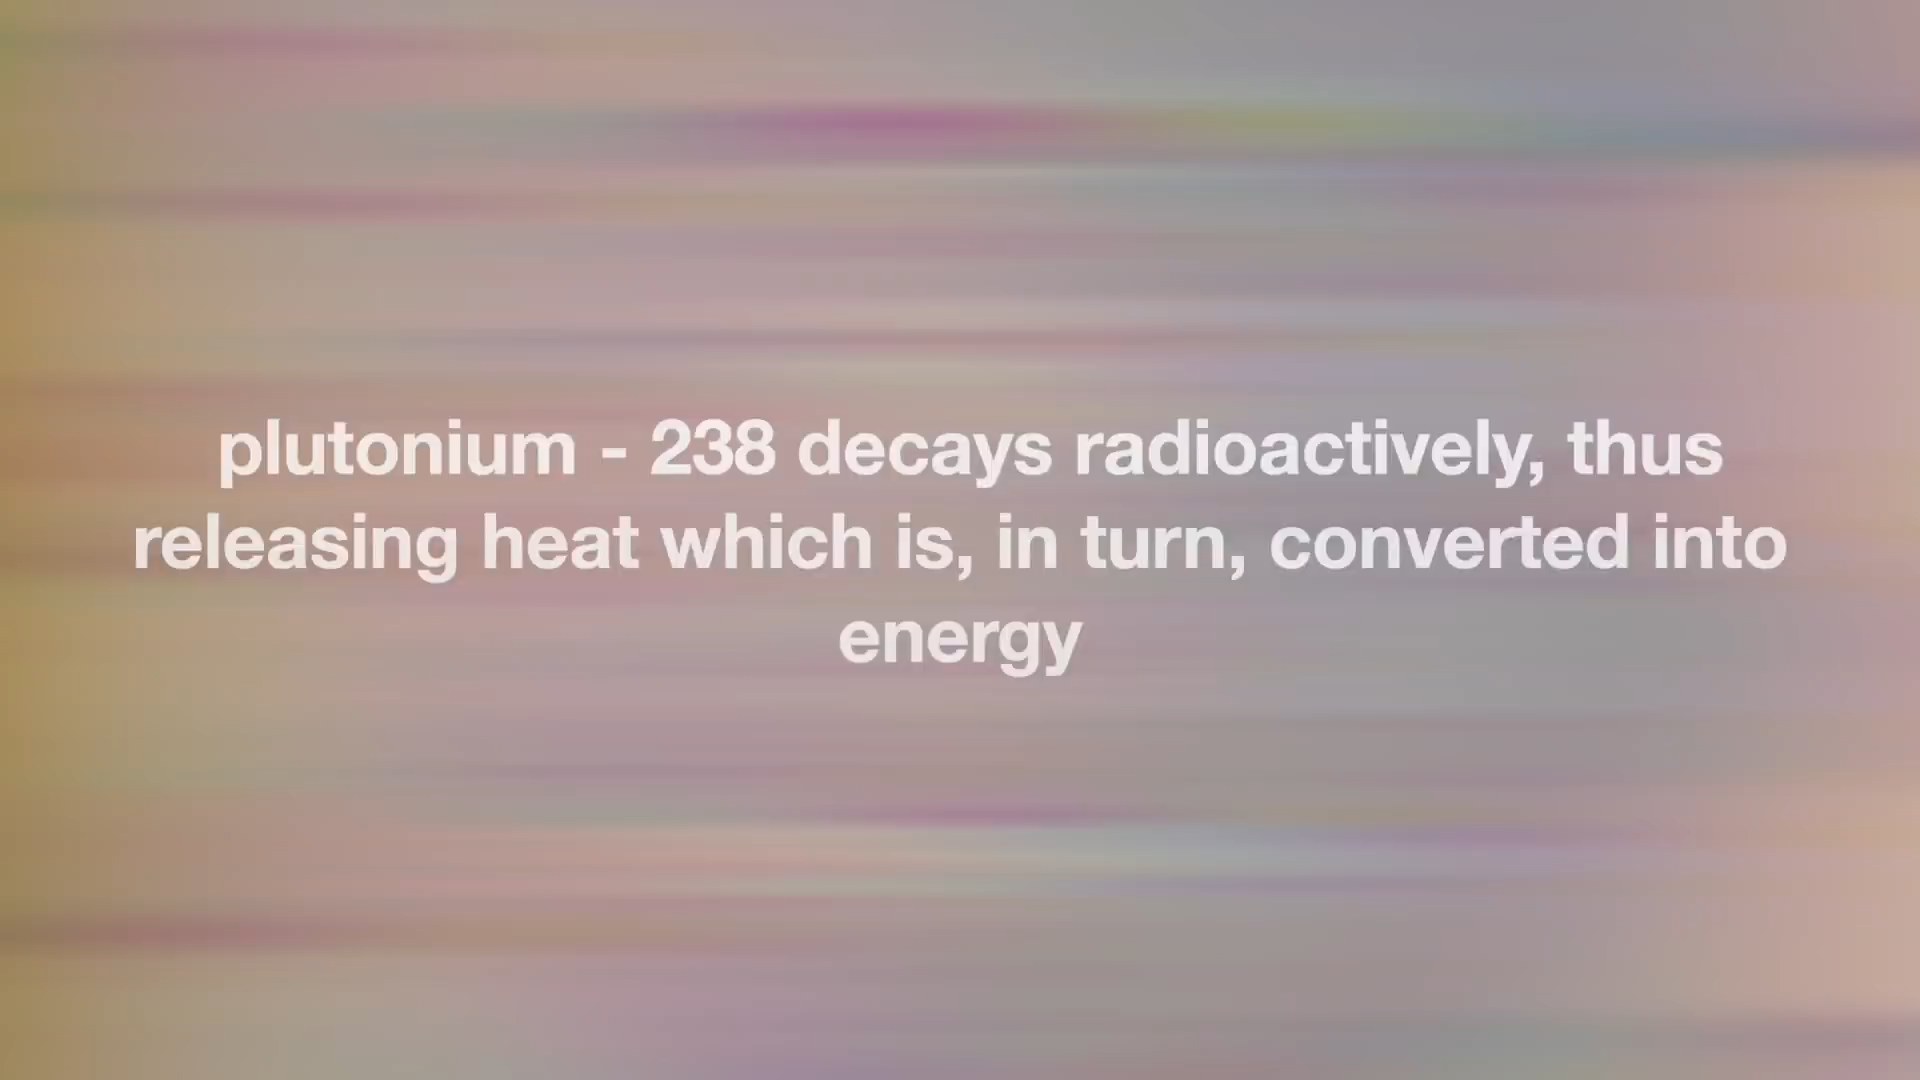 plutonium - 238 decays radioactively, thus
releasing heat which is, in turn, converted into
energy